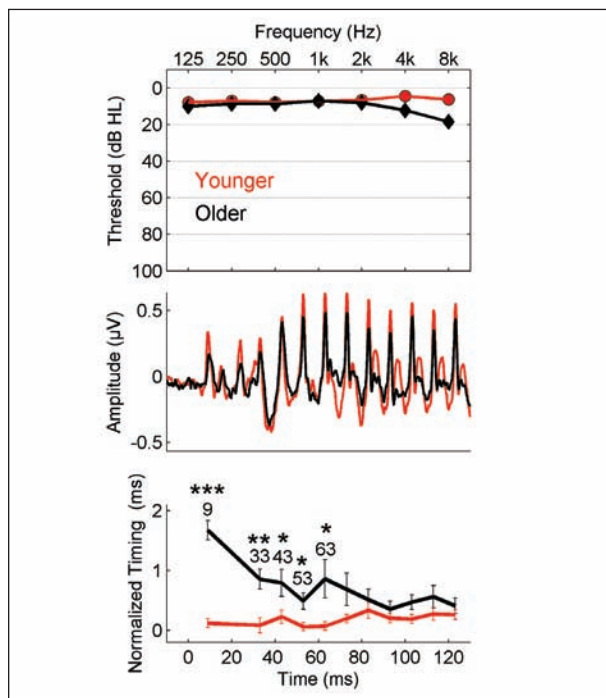 Frequency (Hz)
125 250 500 1k 2k 4k 8k
Threshold (dB HL)
0
20
40
60
80
100
Younger
Older
Amplitude (µV)
0.5
0
-0.5
Normalized Timing (ms)
2
1
0
*** ** * * *
9 33 43 53 63
0 20 40 60 80 100 120
Time (ms)